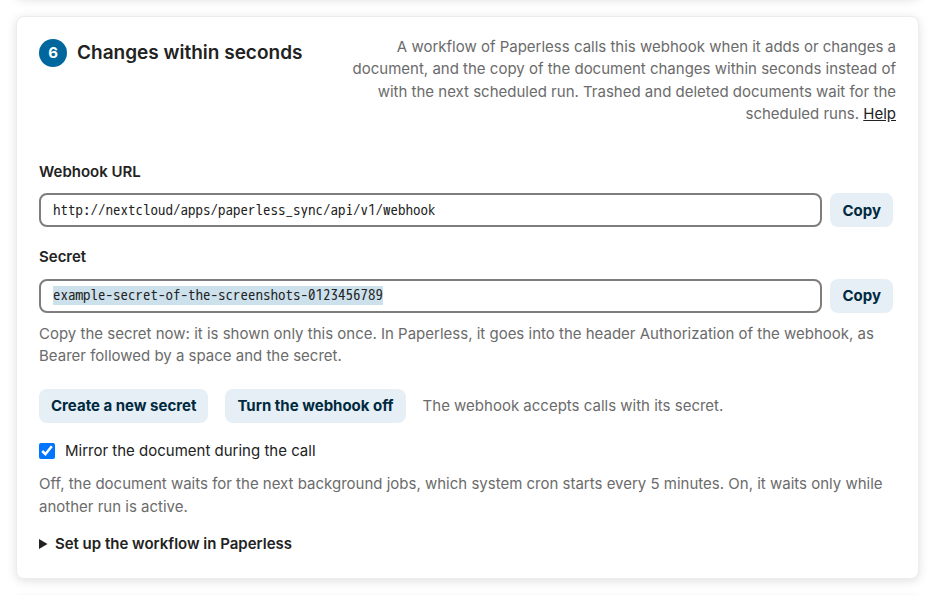 6 Changes within seconds
A workflow of Paperless calls this webhook when it adds or changes a
document, and the copy of the document changes within seconds instead of
with the next scheduled run. Trashed and deleted documents wait for the
scheduled runs. Help
Webhook URL
http://nextcloud/apps/paperless_sync/api/v1/webhook
Copy
Secret
example-secret-of-the-screenshots-0123456789
Copy
Copy the secret now: it is shown only this once. In Paperless, it goes into the header Authorization of the webhook, as
Bearer followed by a space and the secret.
Create a new secret
Turn the webhook off
The webhook accepts calls with its secret.
Mirror the document during the call
Off, the document waits for the next background jobs, which system cron starts every 5 minutes. On, it waits only while
another run is active.
Set up the workflow in Paperless